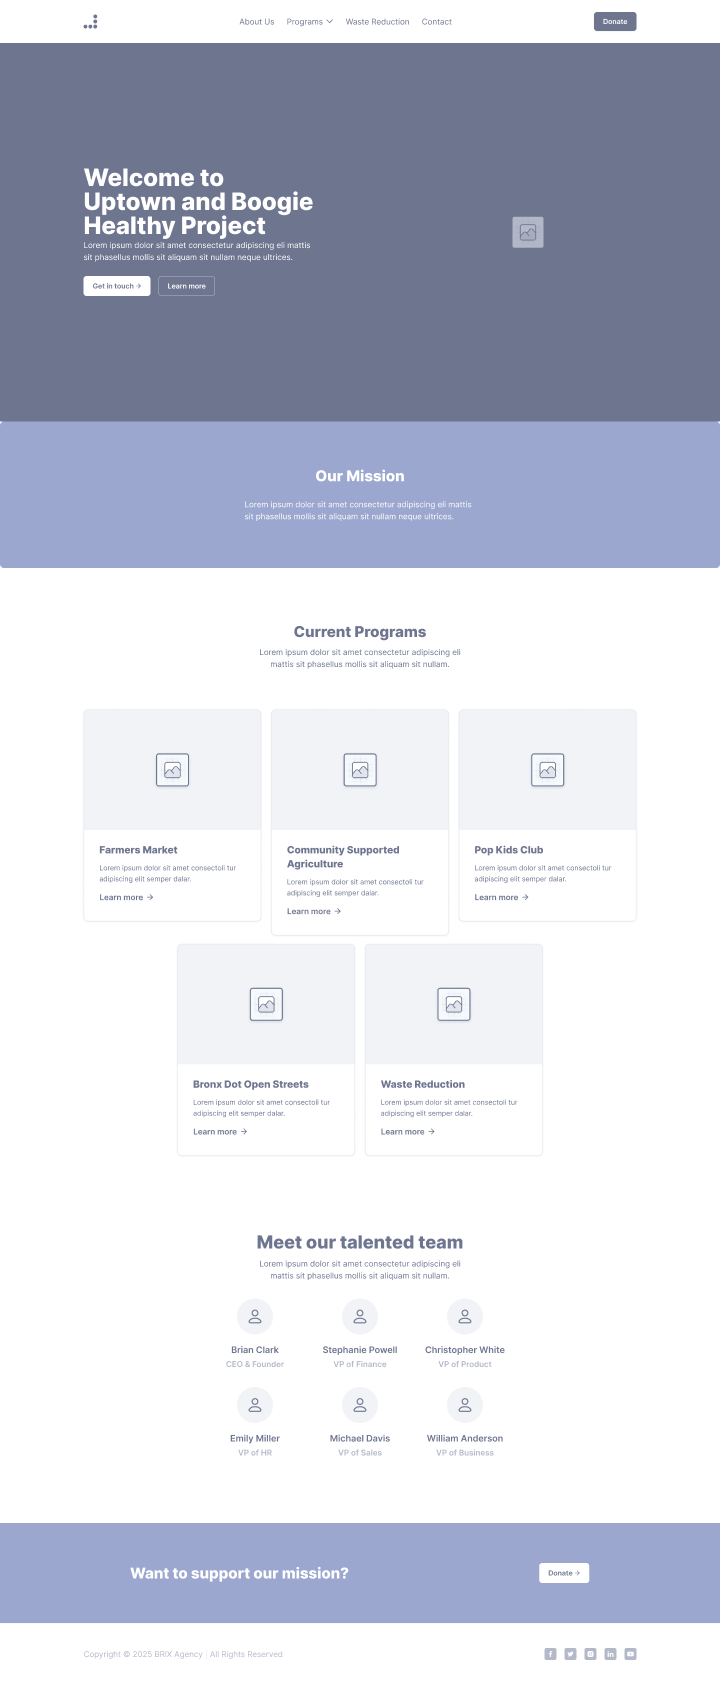 About Us
Programs
Waste Reduction
Contact
Donate
Welcome to
Uptown and Boogie
Healthy Project
Lorem ipsum dolor sit amet consectetur adipiscing eli mattis
sit phasellus mollis sit aliquam sit nullam neque ultrices.
Get in touch →
Learn more
Our Mission
Lorem ipsum dolor sit amet consectetur adipiscing eli mattis
sit phasellus mollis sit aliquam sit nullam neque ultrices.
Current Programs
Lorem ipsum dolor sit amet consectetur adipiscing eli
mattis sit phasellus mollis sit aliquam sit nullam.
Farmers Market
Lorem ipsum dolor sit amet consectoli tur
adipiscing elit semper dalar.
Learn more →
Community Supported
Agriculture
Lorem ipsum dolor sit amet consectoli tur
adipiscing elit semper dalar.
Learn more →
Pop Kids Club
Lorem ipsum dolor sit amet consectoli tur
adipiscing elit semper dalar.
Learn more →
Bronx Dot Open Streets
Lorem ipsum dolor sit amet consectoli tur
adipiscing elit semper dalar.
Learn more →
Waste Reduction
Lorem ipsum dolor sit amet consectoli tur
adipiscing elit semper dalar.
Learn more →
Meet our talented team
Lorem ipsum dolor sit amet consectetur adipiscing eli
mattis sit phasellus mollis sit aliquam sit nullam.
Brian Clark
CEO & Founder
Stephanie Powell
VP of Finance
Christopher White
VP of Product
Emily Miller
VP of HR
Michael Davis
VP of Sales
William Anderson
VP of Business
Want to support our mission?
Donate →
Copyright © 2025 BRIX Agency | All Rights Reserved